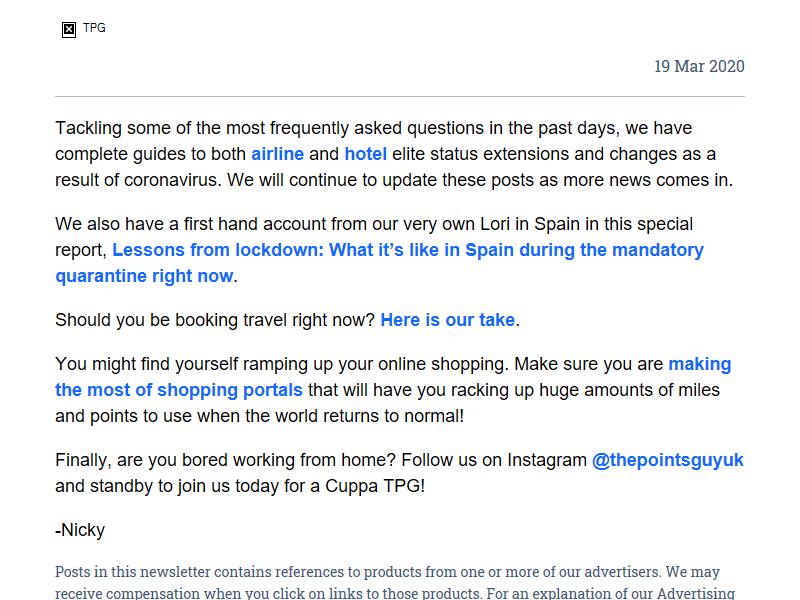 TPG
19 Mar 2020
Tackling some of the most frequently asked questions in the past days, we have
complete guides to both airline and hotel elite status extensions and changes as a
result of coronavirus. We will continue to update these posts as more news comes in.
We also have a first hand account from our very own Lori in Spain in this special
report, Lessons from lockdown: What it’s like in Spain during the mandatory
quarantine right now.
Should you be booking travel right now? Here is our take.
You might find yourself ramping up your online shopping. Make sure you are making
the most of shopping portals that will have you racking up huge amounts of miles
and points to use when the world returns to normal!
Finally, are you bored working from home? Follow us on Instagram @thepointsguyuk
and standby to join us today for a Cuppa TPG!
-Nicky
Posts in this newsletter contains references to products from one or more of our advertisers. We may
receive compensation when you click on links to those products. For an explanation of our Advertising